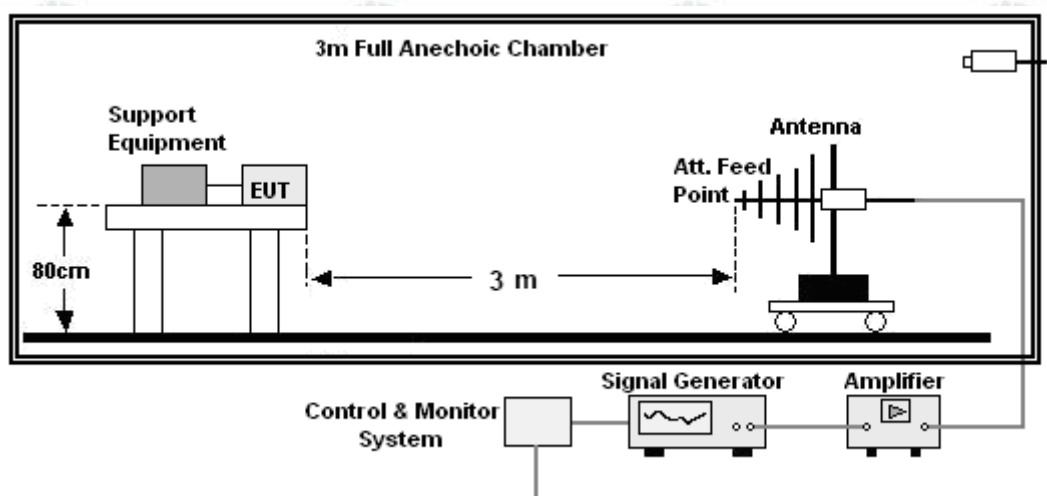 3m Full Anechoic Chamber
Support
Equipment
EUT
80cm
3 m
Antenna
Att. Feed
Point
Signal Generator
Amplifier
Control & Monitor
System